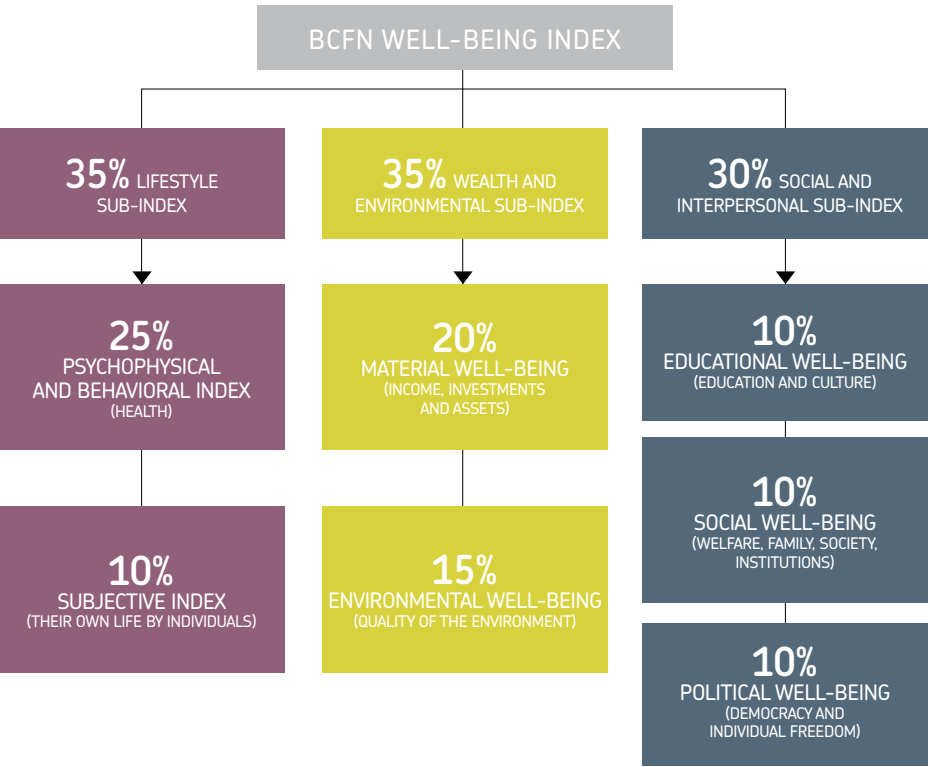 BCFN WELL-BEING INDEX
35% LIFESTYLE
SUB-INDEX
35% WEALTH AND
ENVIRONMENTAL SUB-INDEX
30% SOCIAL AND
INTERPERSONAL SUB-INDEX
25%
PSYCHOPHYSICAL
AND BEHAVIORAL INDEX
(HEALTH)
20%
MATERIAL WELL-BEING
(INCOME, INVESTMENTS
AND ASSETS)
10%
EDUCATIONAL WELL-BEING
(EDUCATION AND CULTURE)
10%
SUBJECTIVE INDEX
(THEIR OWN LIFE BY INDIVIDUALS)
15%
ENVIRONMENTAL WELL-BEING
(QUALITY OF THE ENVIRONMENT)
10%
SOCIAL WELL-BEING
(WELFARE, FAMILY, SOCIETY,
INSTITUTIONS)
10%
POLITICAL WELL-BEING
(DEMOCRACY AND
INDIVIDUAL FREEDOM)